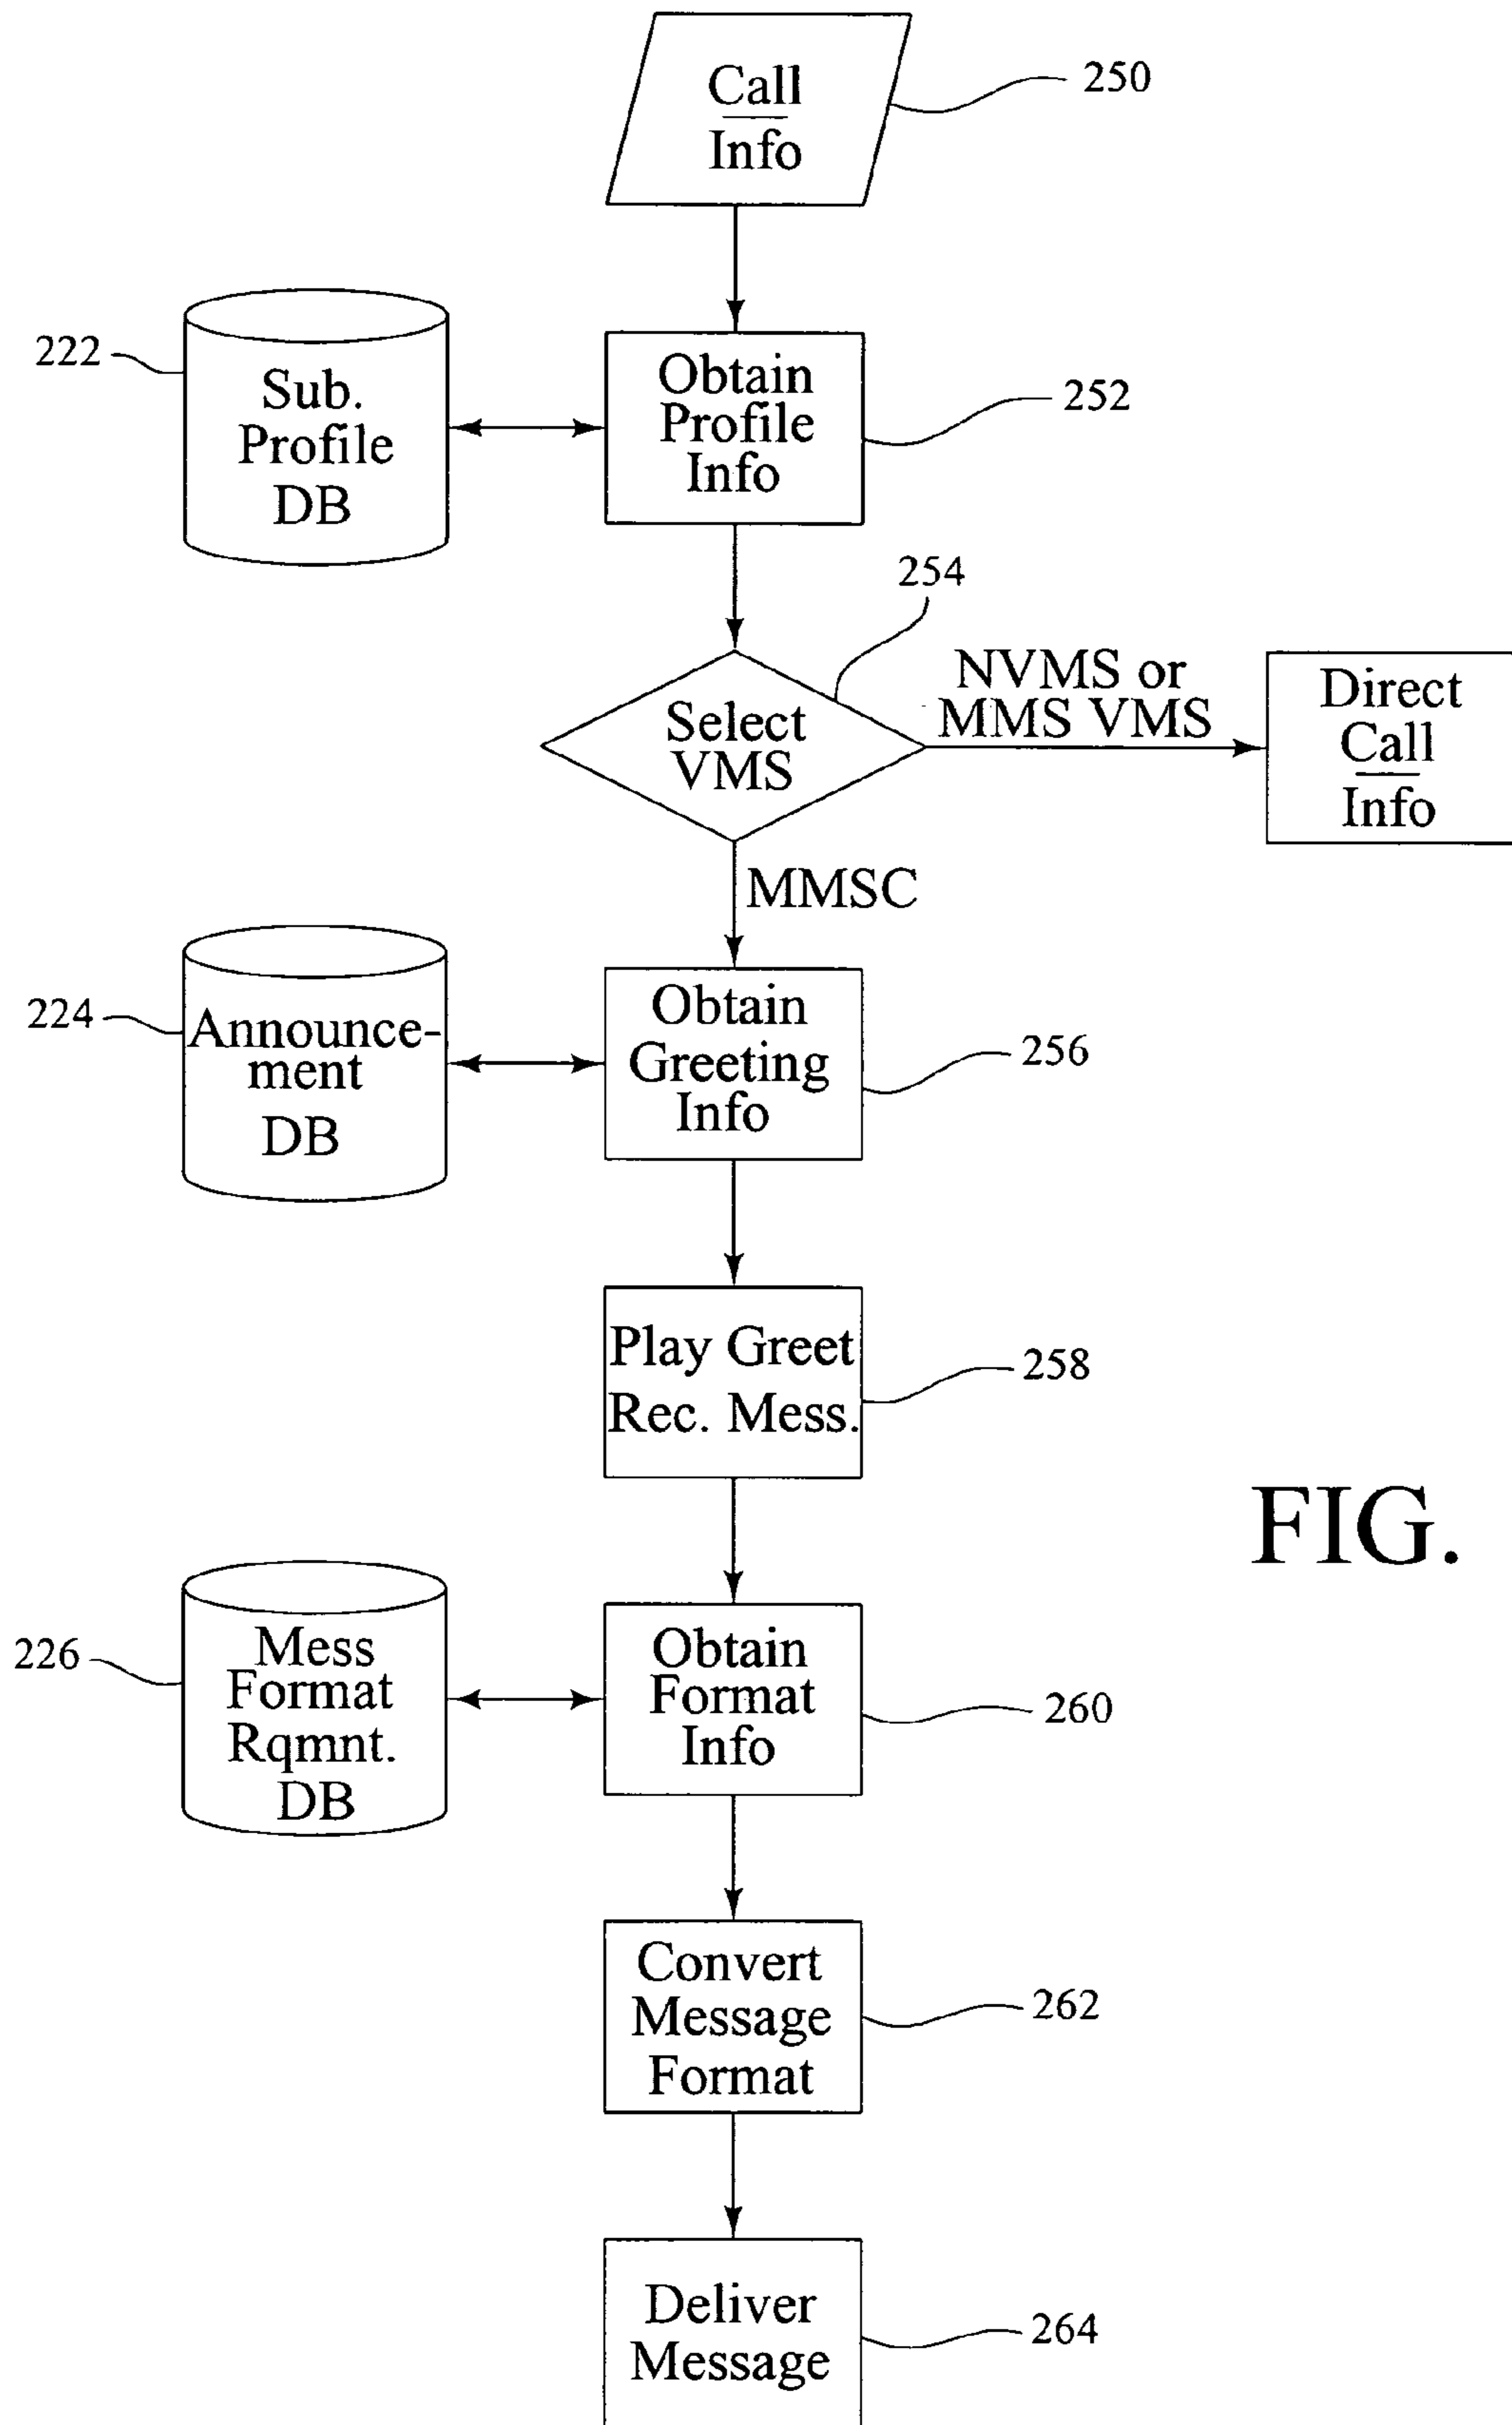 Call
Info
250
222
Sub.
Profile
DB
Obtain
Profile
Info
252
254
Select
VMS
NVMS or
MMS VMS
Direct
Call
Info
MMSC
224
Announce-
ment
DB
Obtain
Greeting
Info
256
Play Greet
Rec. Mess.
258
FIG.
226
Mess
Format
Rqmnt.
DB
Obtain
Format
Info
260
Convert
Message
Format
262
Deliver
Message
264